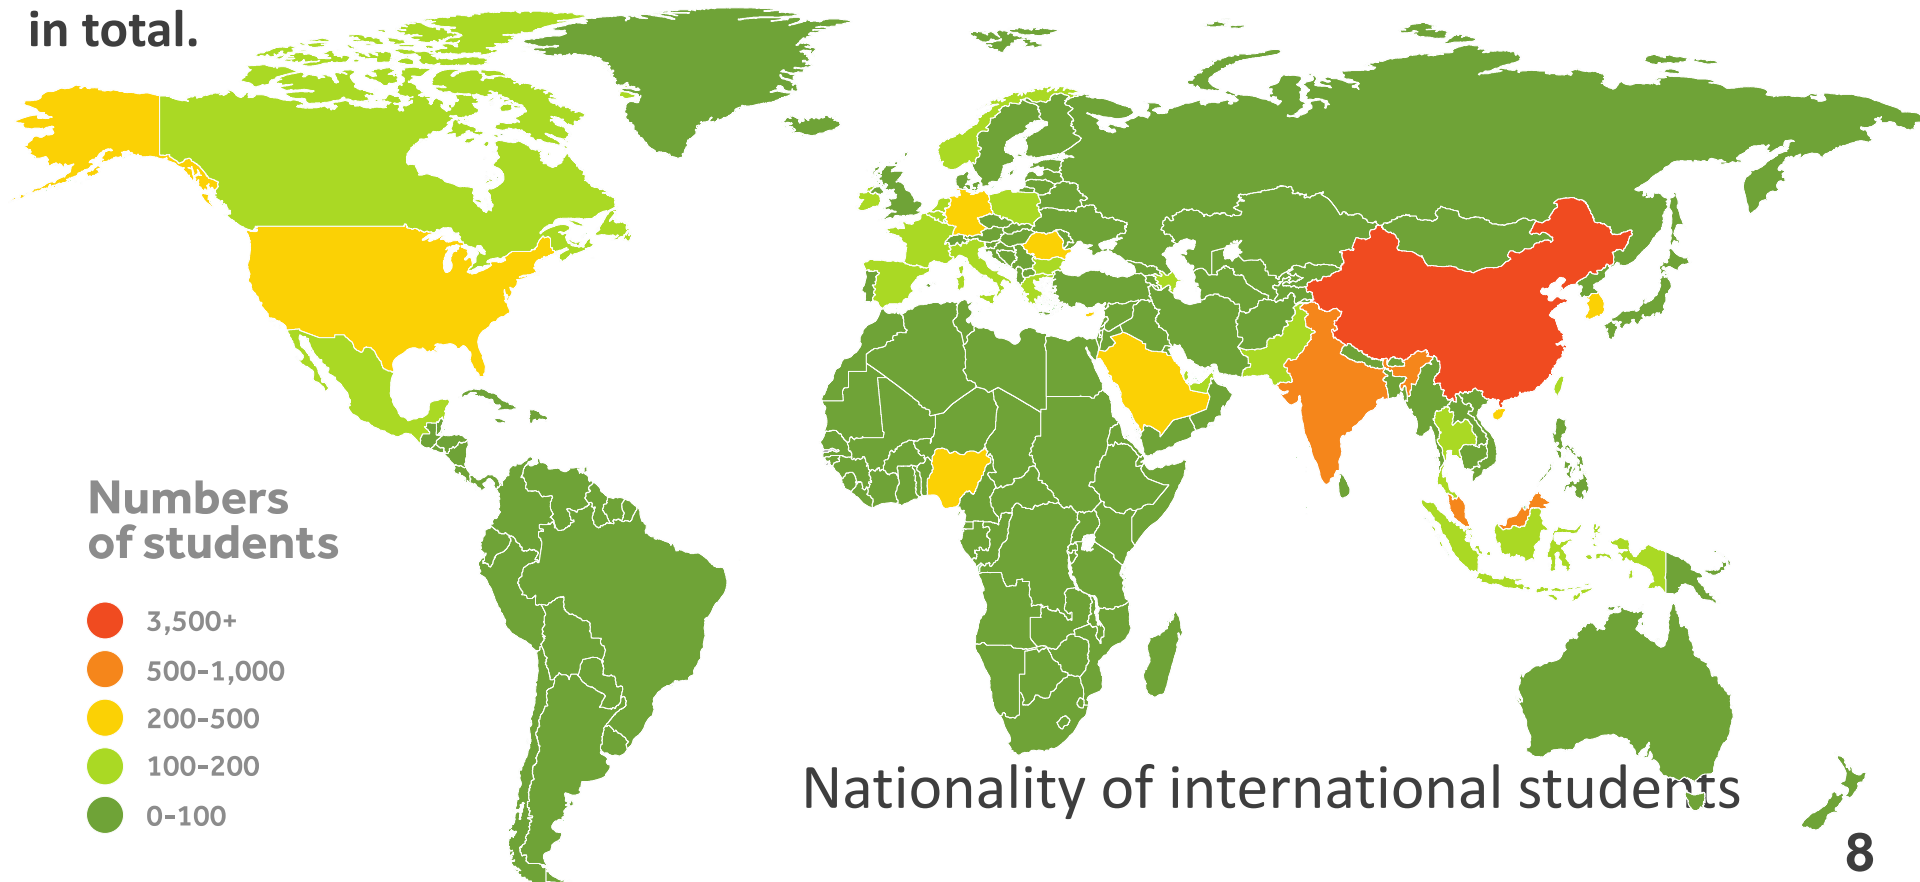 in total.
Numbers
of students
3,500+
500-1,000
200-500
100-200
0-100
Nationality of international students
8